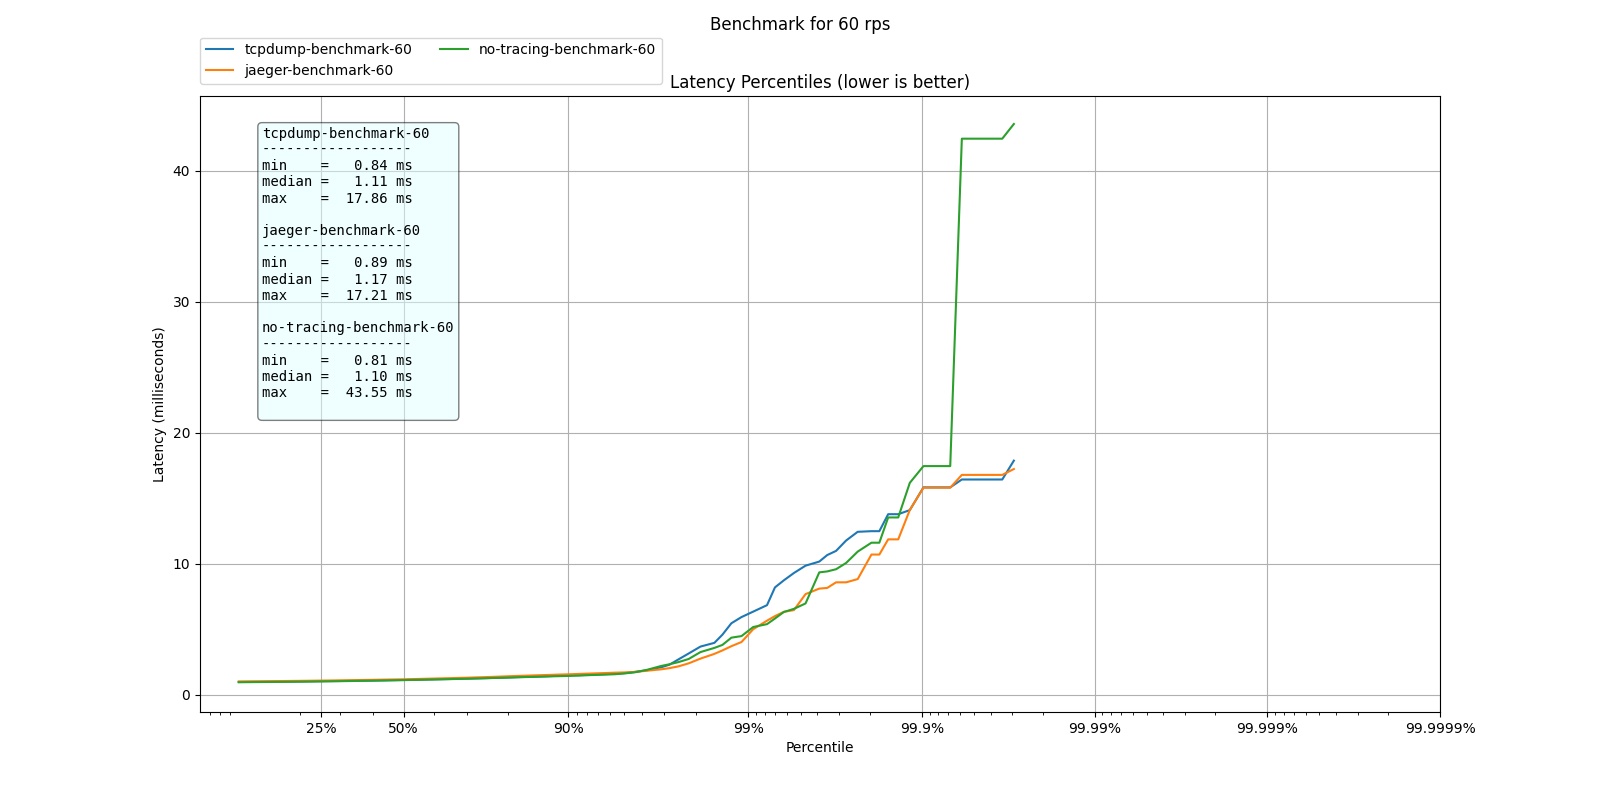 Benchmark for 60 rps
tcpdump-benchmark-60
no-tracing-benchmark-60
jaeger-benchmark-60
Latency Percentiles (lower is better)
tcpdump-benchmark-60
------------------
min    =   0.84 ms
median =   1.11 ms
max    =  17.86 ms
jaeger-benchmark-60
------------------
min    =   0.89 ms
median =   1.17 ms
max    =  17.21 ms
no-tracing-benchmark-60
------------------
min    =   0.81 ms
median =   1.10 ms
max    =  43.55 ms
40
30
20
10
0
Latency (milliseconds)
25% 50% 90% 99% 99.9% 99.99% 99.999% 99.9999%
Percentile